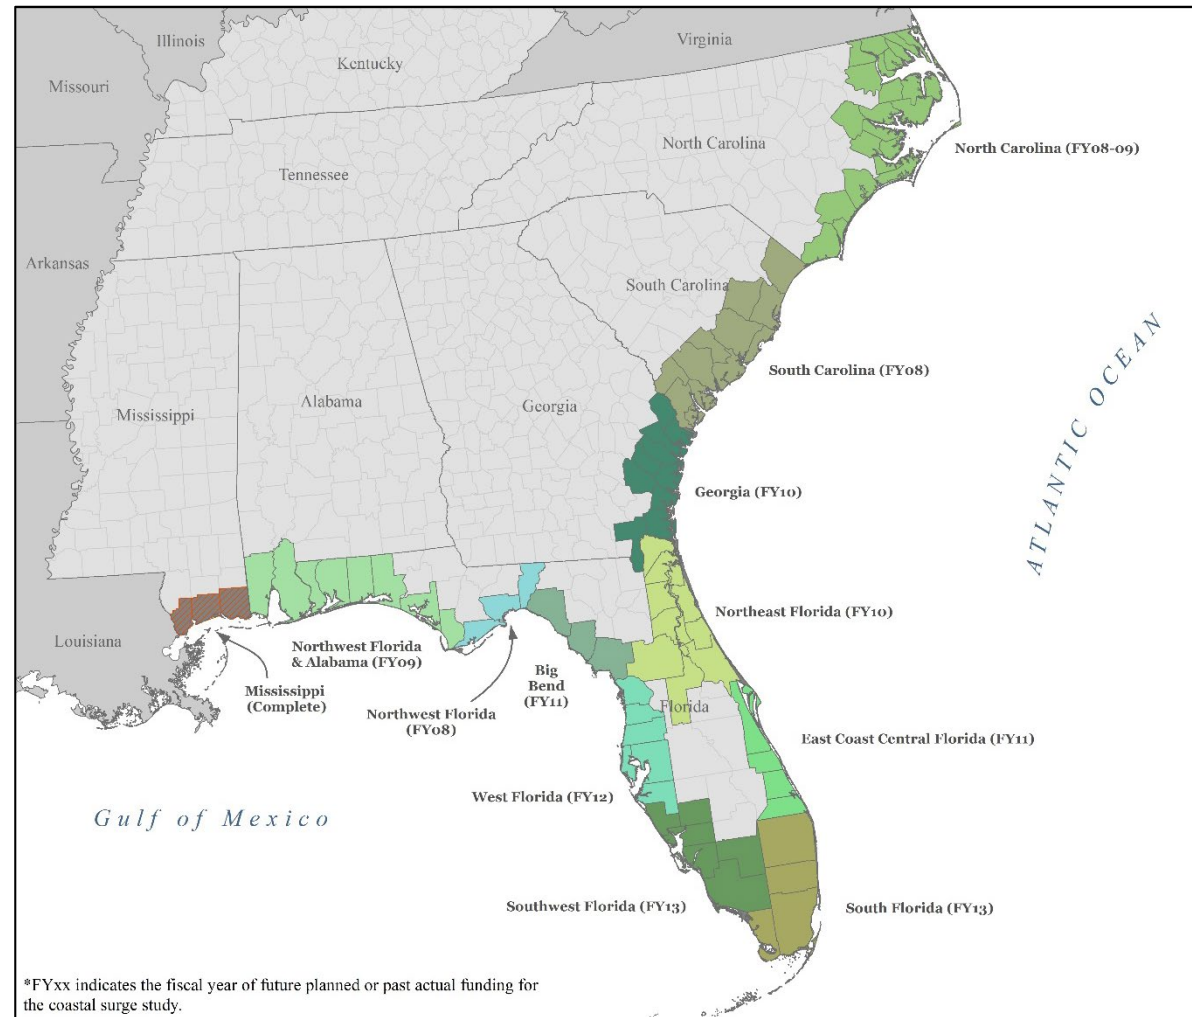 Illinois
Virginia
Kentucky
Missouri
North Carolina
North Carolina (FY08-09)
Tennessee
Arkansas
South Carolina
ATLANTIC OCEAN
South Carolina (FY08)
Mississippi
Alabama
Georgia
Georgia (FY10)
Northeast Florida (FY10)
Louisiana
Northwest Florida
& Alabama (FY09)
Mississippi
(Complete)
Big
Bend
(FY11)
Northwest Florida
(FY08)
Florida
East Coast Central Florida (FY11)
West Florida (FY12)
Gulf of Mexico
Southwest Florida (FY13)
South Florida (FY13)
*FYxx indicates the fiscal year of future planned or past actual funding for
the coastal surge study.